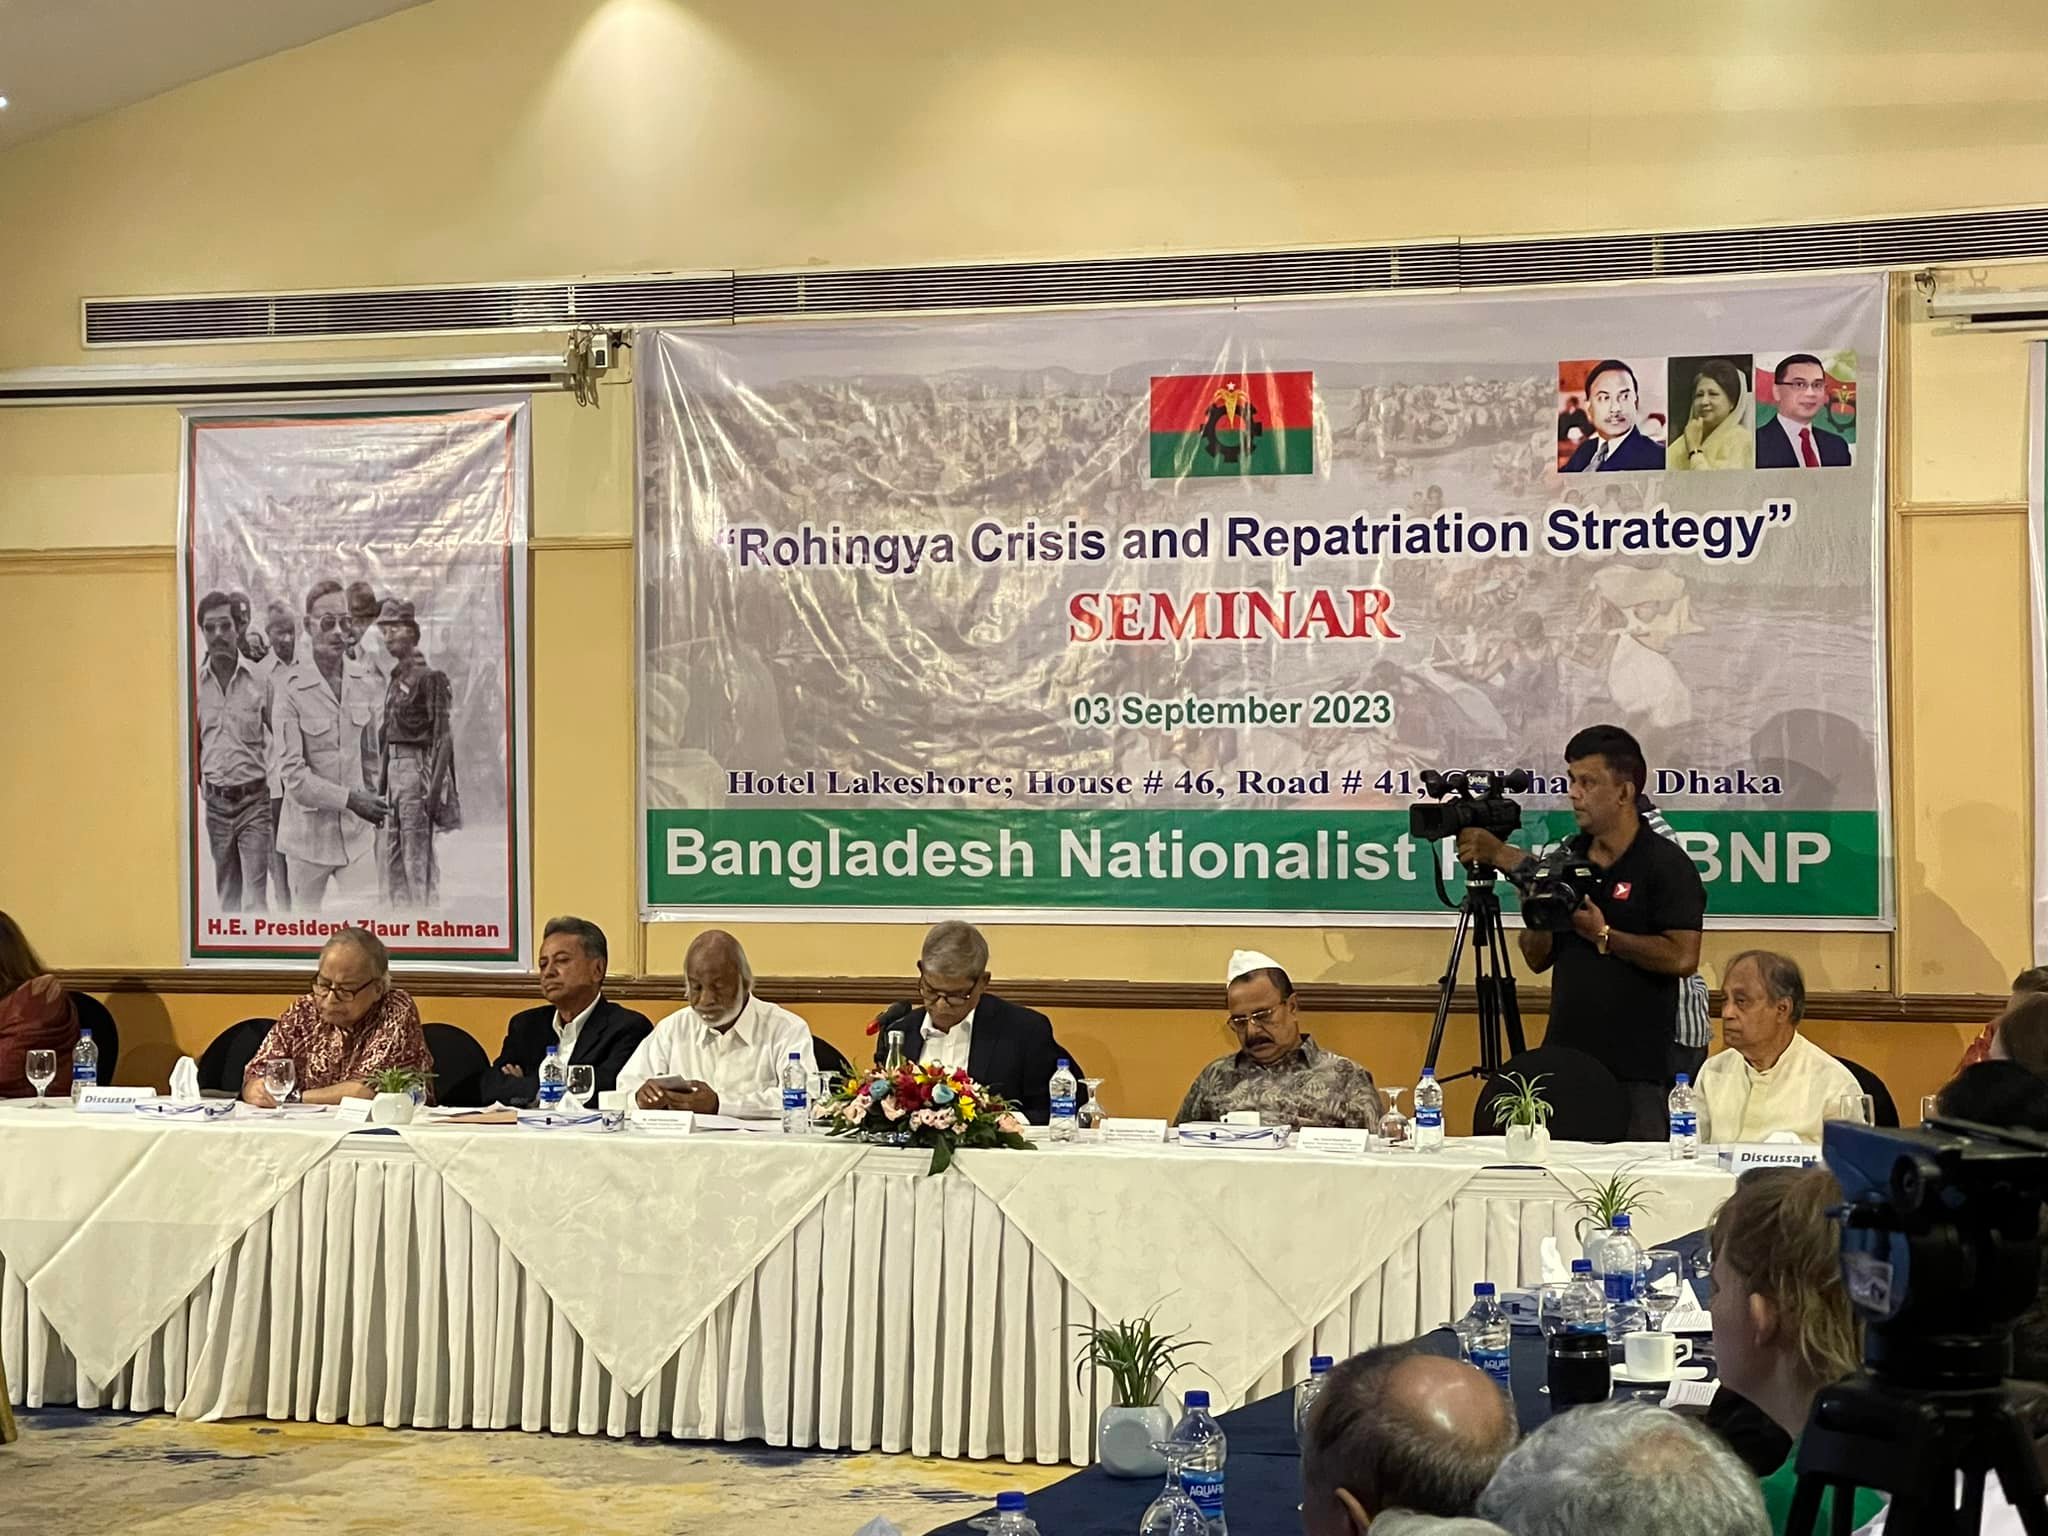 "Rohingya Crisis and Repatriation Strategy"
SEMINAR
03 September 2023
Hotel Lakeshore; House # 46, Road # 41, Dhaka
Bangladesh Nationalist BNP
H.E. President Ziaur Rahman
Discussant
global
AQUAFINA